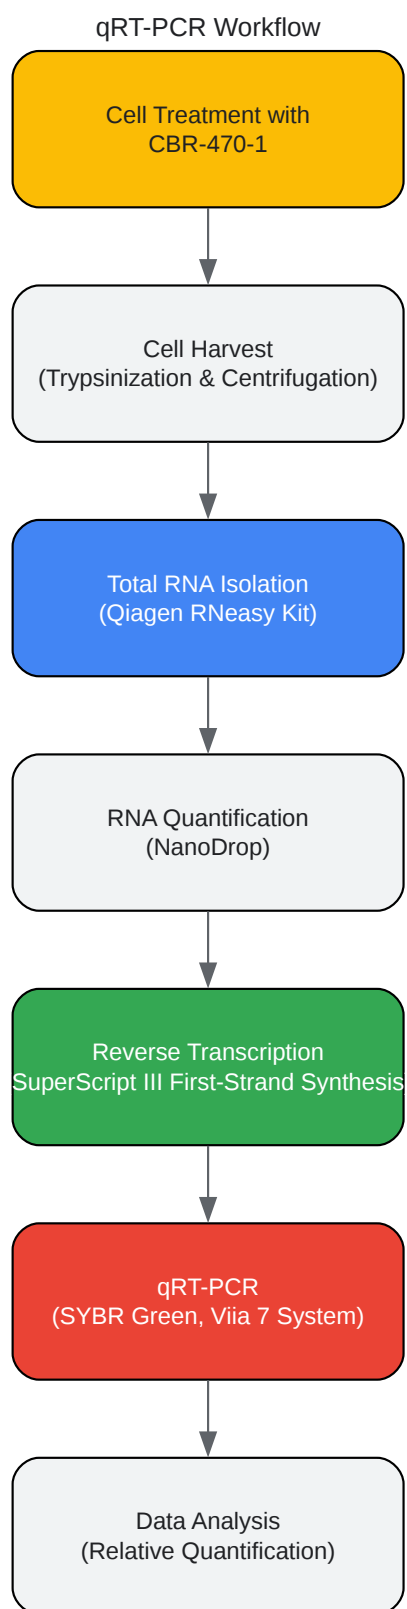 qRT-PCR Workflow
Cell Treatment with
CBR-470-1
Cell Harvest
(Trypsinization & Centrifugation)
Total RNA Isolation
(Qiagen RNeasy Kit)
RNA Quantification
(NanoDrop)
Reverse Transcription
(SuperScript III First-Strand Synthesis)
qRT-PCR
(SYBR Green, Viia 7 System)
Data Analysis
(Relative Quantification)